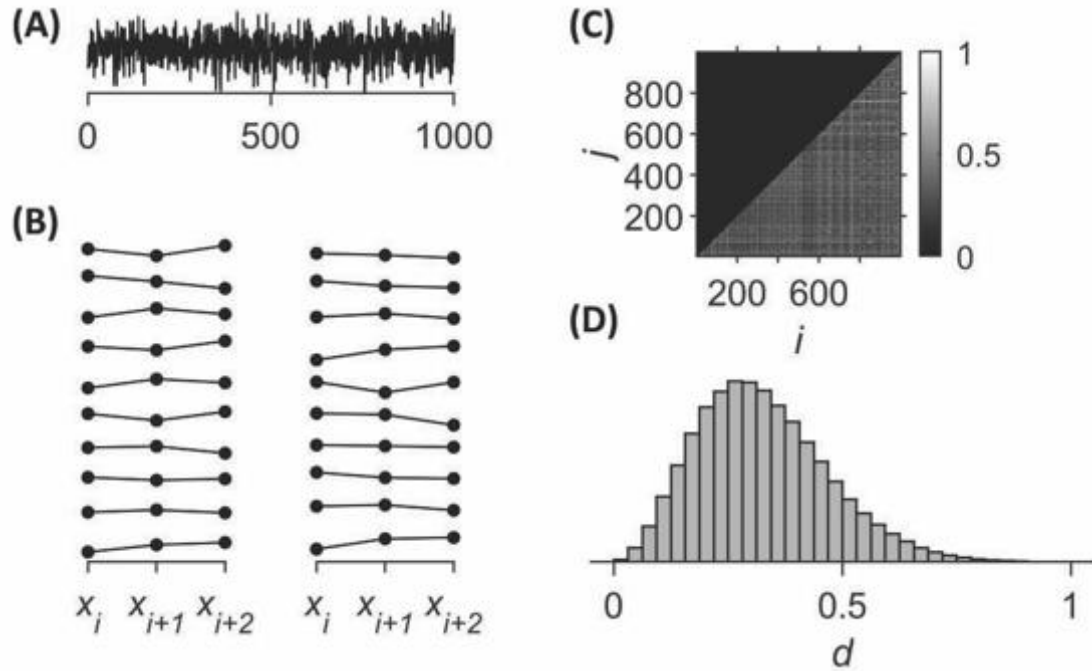 (A)
0 500 1000
(B)
x_i x_{i+1} x_{i+2} x_i x_{i+1} x_{i+2}
(C)
1
800
600
0.5
j
400
200
0
200 600
i
(D)
0 0.5 1
d